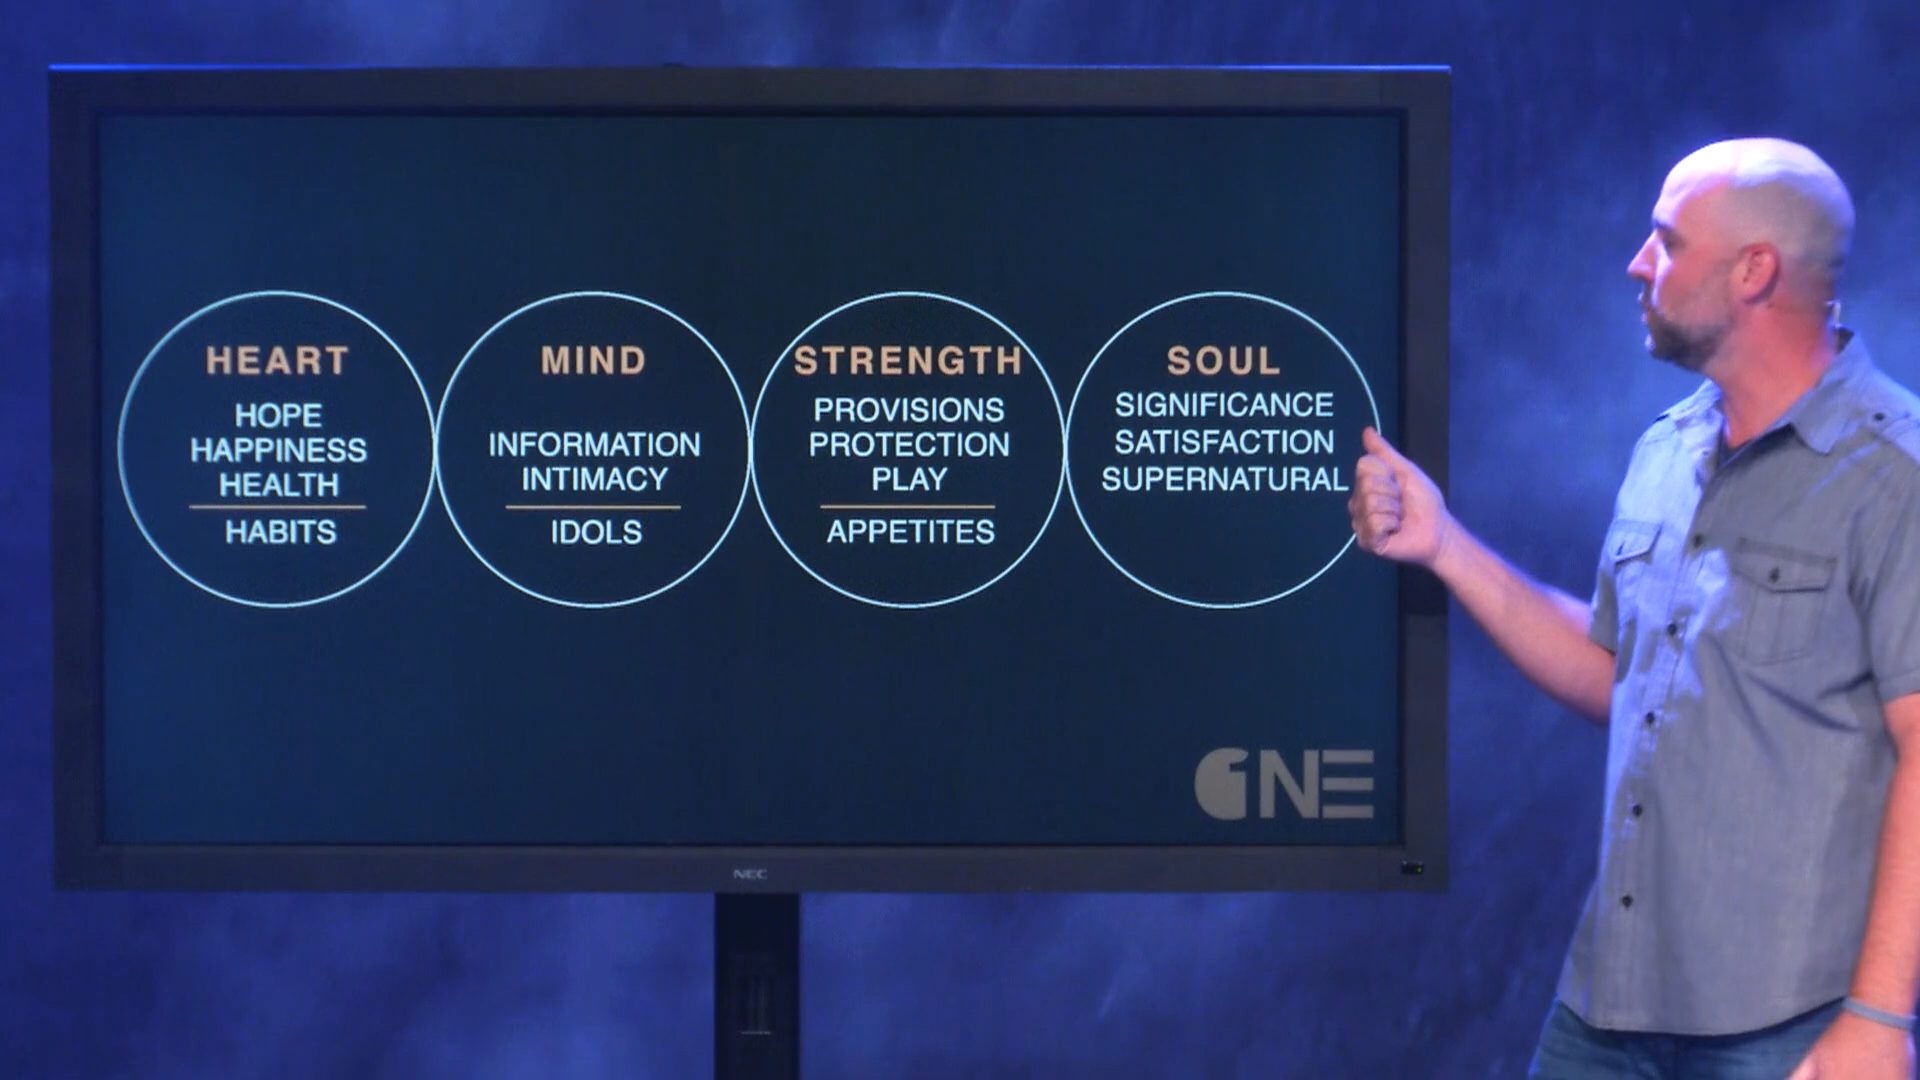 HEART
HOPE
HAPPINESS
HEALTH
HABITS
MIND
INFORMATION
INTIMACY
IDOLS
STRENGTH
PROVISIONS
PROTECTION
PLAY
APPETITES
SOUL
SIGNIFICANCE
SATISFACTION
SUPERNATURAL
1NE
NEC